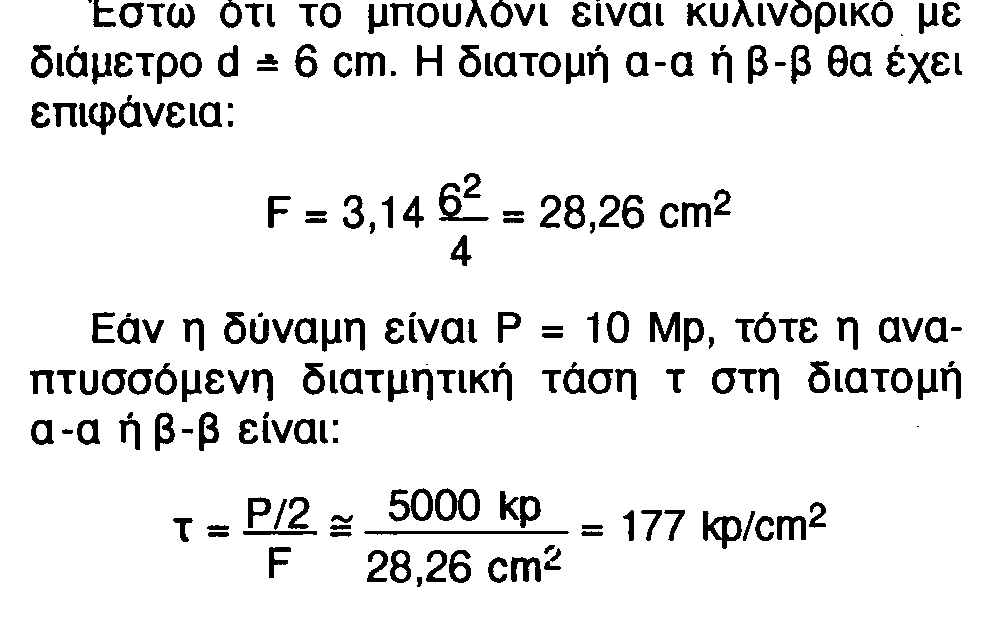 Έστω ότι το μπουλόνι είναι κυλινδρικό με
διάμετρο d = 6 cm. Η διατομή α-α ή β-β θα έχει
επιφάνεια:
F = 3,14 6²/4 = 28,26 cm²
Εάν η δύναμη είναι P = 10 Mp, τότε η ανα-
πτυσσόμενη διατμητική τάση τ στη διατομή
α-α ή β-β είναι:
τ = P/2 / F ≅ 5000 kp / 28,26 cm² = 177 kp/cm²